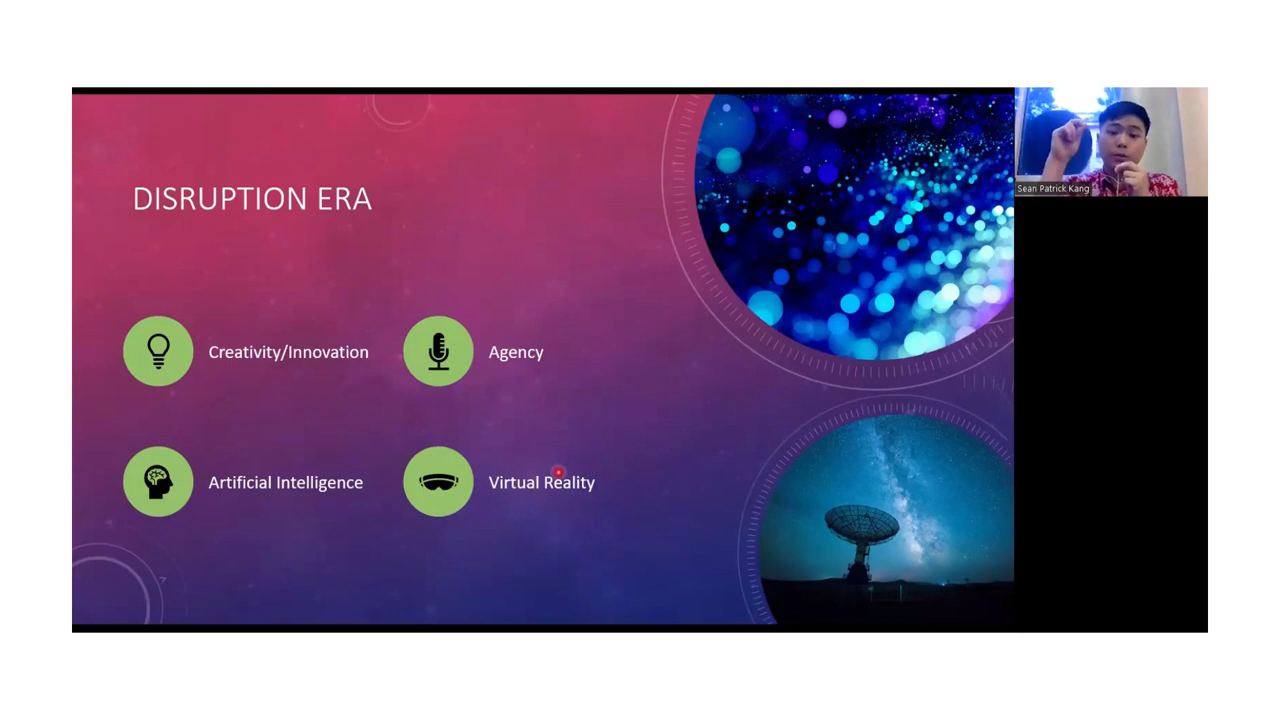 DISRUPTION ERA
Creativity/Innovation
Agency
Artificial Intelligence
Virtual Reality
Sean Patrick Kang